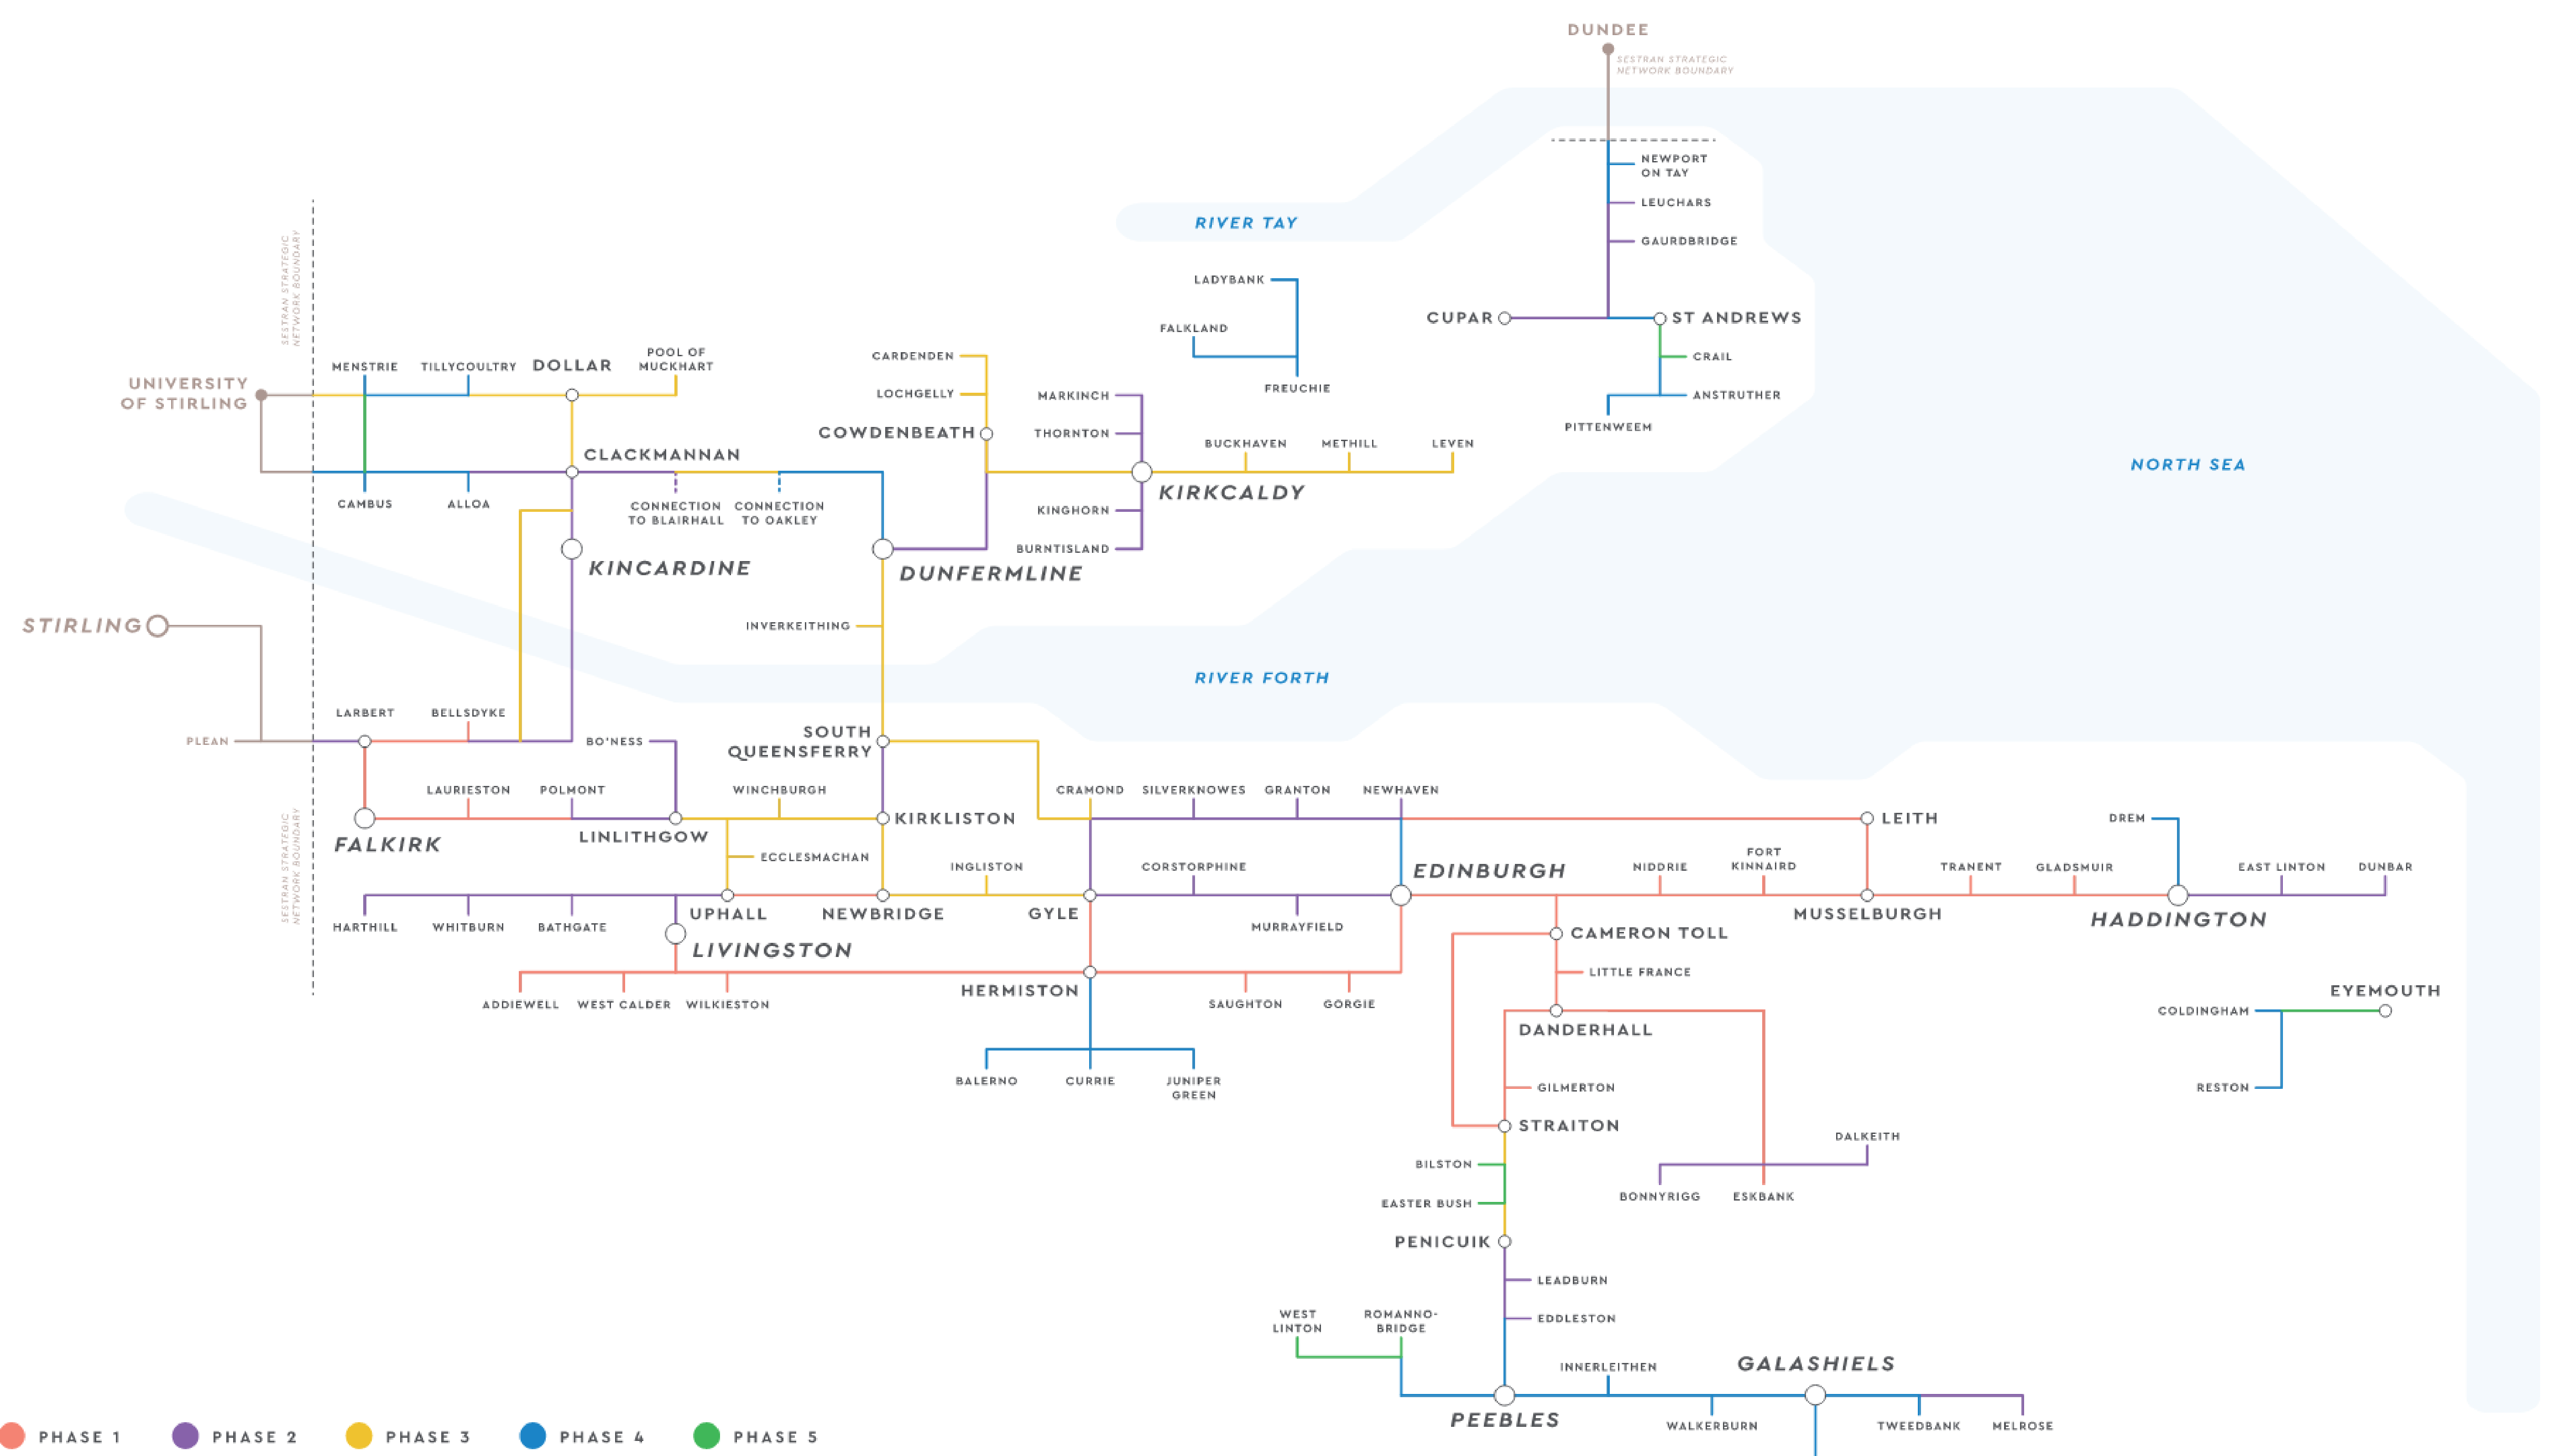 DUNDEE
SESTRAN STRATEGIC
NETWORK BOUNDARY
NEWPORT
ON TAY
LEUCHARS
RIVER TAY
GAURDBRIDGE
SESTRAN STRATEGIC
NETWORK BOUNDARY
LADYBANK
CUPAR
ST ANDREWS
FALKLAND
CARDENDEN
CRAIL
POOL OF
MUCKHART
MENSTRIE
TILLYCOULTRY
DOLLAR
UNIVERSITY
OF STIRLING
LOCHGELLY
FREUCHIE
MARKINCH
ANSTRUTHER
PITTENWEEM
COWDENBEATH
THORNTON
BUCKHAVEN
METHILL
LEVEN
CLACKMANNAN
NORTH SEA
KIRKCALDY
CAMBUS
ALLOA
CONNECTION
TO BLAIRHALL
CONNECTION
TO OAKLEY
KINGHORN
BURNTISLAND
KINCARDINE
DUNFERMLINE
STIRLING
INVERKEITHING
RIVER FORTH
LARBERT
BELLSDYKE
PLEAN
BO'NESS
SOUTH
QUEENSFERRY
LAURIESTON
POLMONT
WINCHBURGH
CRAMOND
SILVERKNOWES
GRANTON
NEWHAVEN
KIRKLISTON
LEITH
DREM
FALKIRK
LINLITHGOW
SESTRAN STRATEGIC
NETWORK BOUNDARY
ECCLESMACHAN
INGLISTON
CORSTORPHINE
EDINBURGH
NIDDRIE
FORT
KINNAIRD
TRANENT
GLADSMUIR
EAST LINTON
DUNBAR
HARTHILL
WHITBURN
BATHGATE
UPHALL
NEWBRIDGE
GYLE
MURRAYFIELD
MUSSELBURGH
HADDINGTON
CAMERON TOLL
LIVINGSTON
LITTLE FRANCE
ADDIEWELL
WEST CALDER
WILKIESTON
HERMISTON
SAUGHTON
GORGIE
EYEMOUTH
COLDINGHAM
DANDERHALL
BALERNO
CURRIE
JUNIPER
GREEN
GILMERTON
RESTON
STRAITON
DALKEITH
BILSTON
BONNYRIGG
ESKBANK
EASTER BUSH
PENICUIK
LEADBURN
WEST
LINTON
ROMANNO-
BRIDGE
EDDLESTON
INNERLEITHEN
GALASHIELS
PEEBLES
WALKERBURN
TWEEDBANK
MELROSE
PHASE 1
PHASE 2
PHASE 3
PHASE 4
PHASE 5